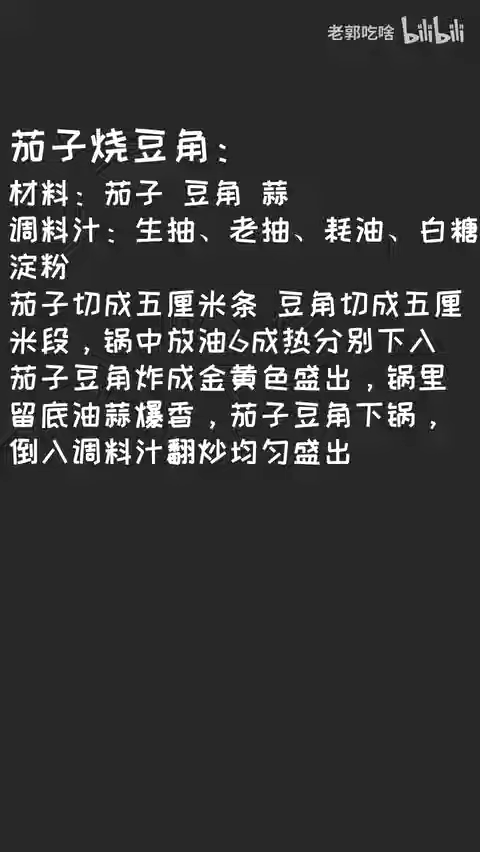 老郭吃啥 bilibili
茄子烧豆角：
材料：茄子 豆角 蒜
调料汁：生抽、老抽、耗油、白糖
淀粉
茄子切成五厘米条 豆角切成五厘
米段，锅中放油6成热分别下入
茄子豆角炸成金黄色盛出，锅里
留底油蒜爆香，茄子豆角下锅，
倒入调料汁翻炒均匀盛出